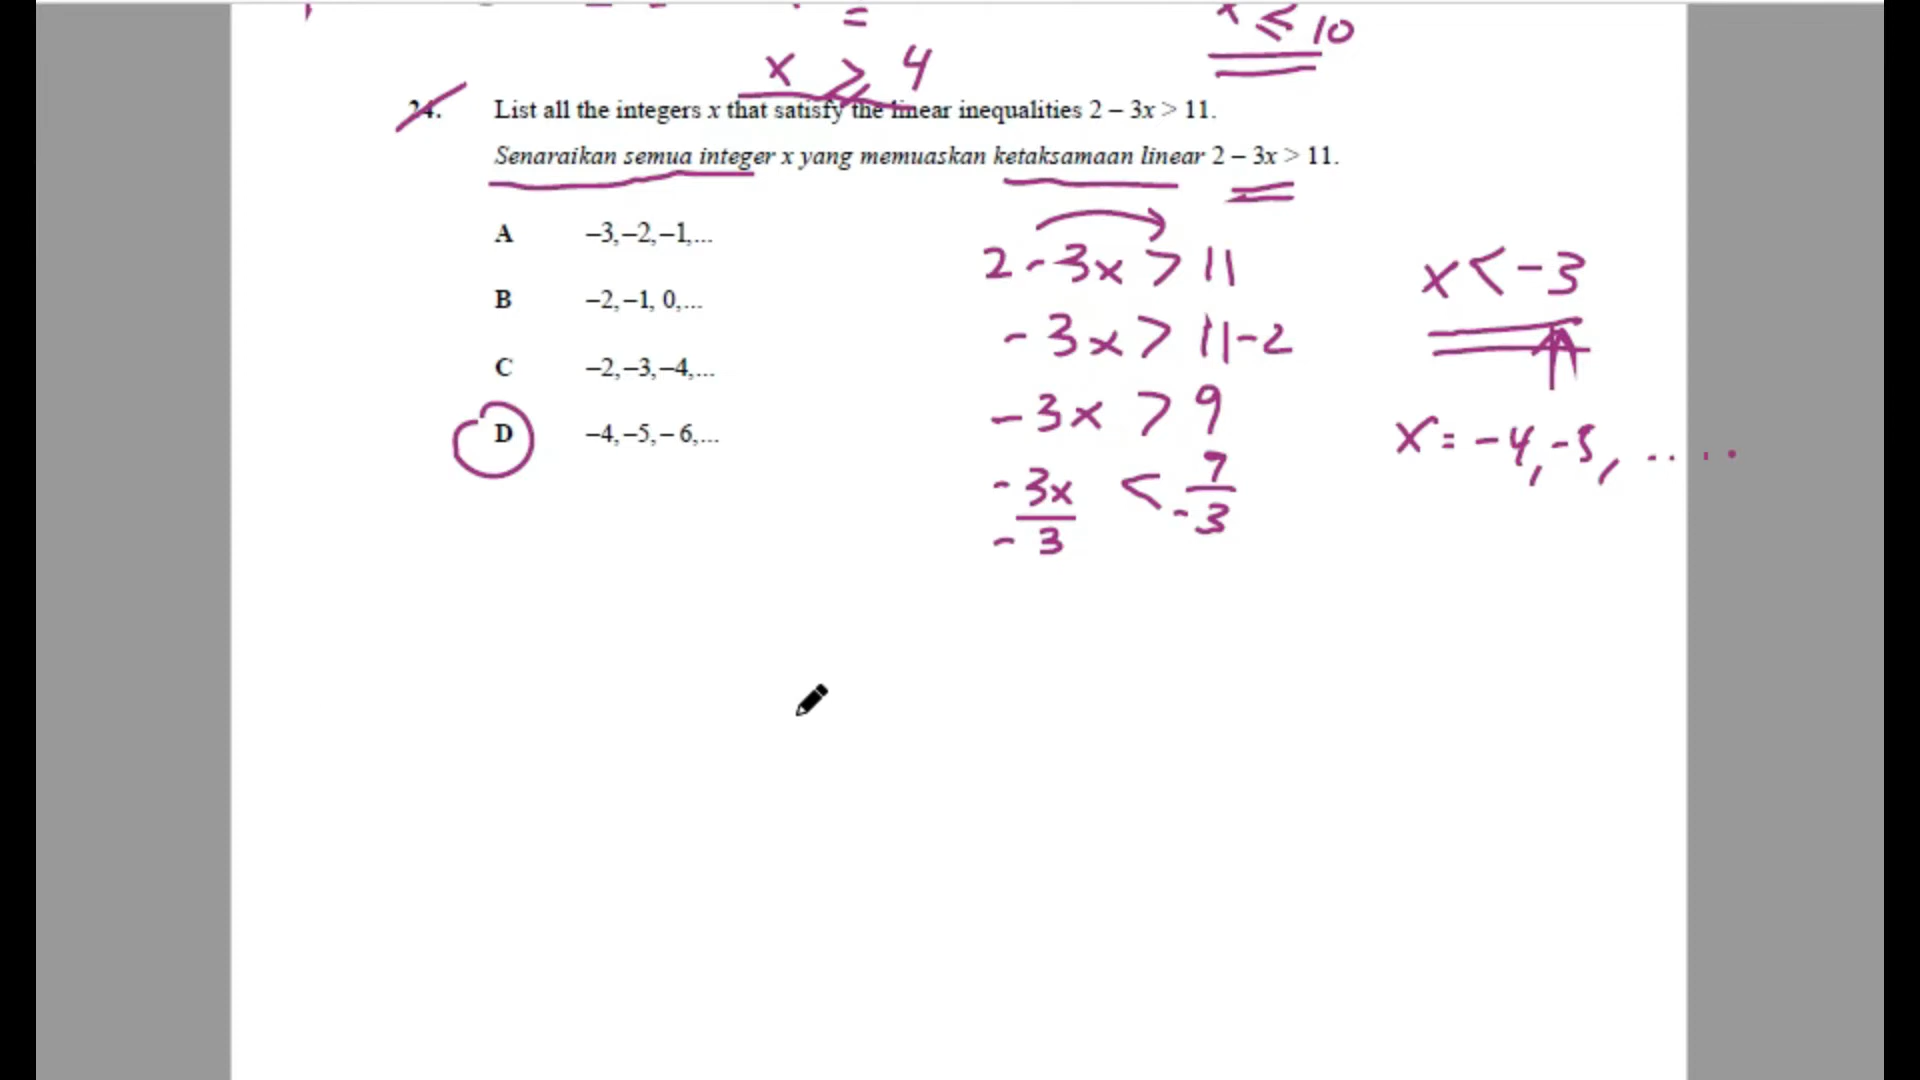 x ≤ 10
x ≥ 4
24. List all the integers x that satisfy the linear inequalities 2 – 3x > 11.
Senaraikan semua integer x yang memuaskan ketaksamaan linear 2 – 3x > 11.
A –3,–2,–1,...
B –2,–1, 0,...
C –2,–3,–4,...
D –4,–5,–6,...
2 - 3x > 11
- 3x > 11 - 2
- 3x > 9
- 3x / - 3 < 9 / - 3
x < - 3
x = - 4, - 5, .....